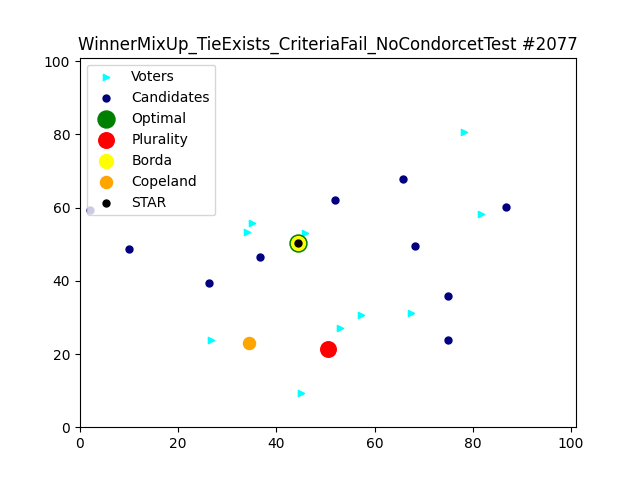 WinnerMixUp_TieExists_CriteriaFail_NoCondorcetTest #2077
100
80
60
40
20
0
0 20 40 60 80 100
Voters
Candidates
Optimal
Plurality
Borda
Copeland
STAR